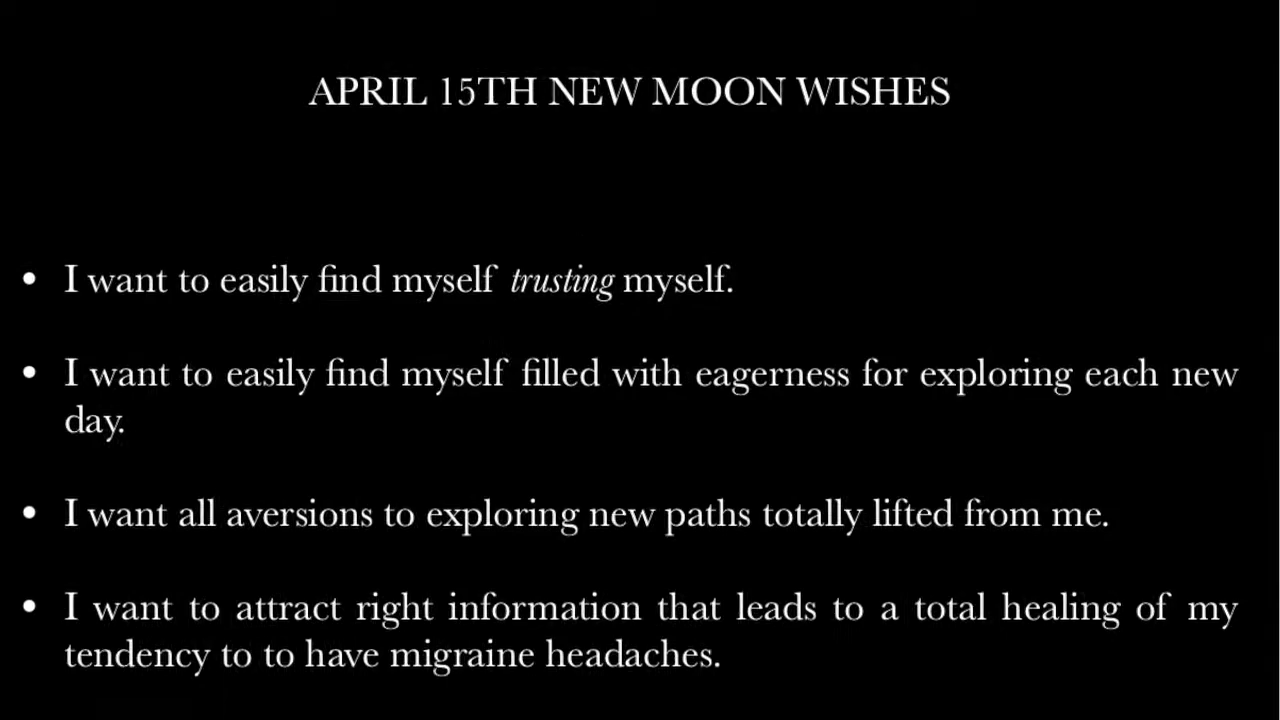 APRIL 15TH NEW MOON WISHES
• I want to easily find myself trusting myself.
• I want to easily find myself filled with eagerness for exploring each new
day.
• I want all aversions to exploring new paths totally lifted from me.
• I want to attract right information that leads to a total healing of my
tendency to to have migraine headaches.